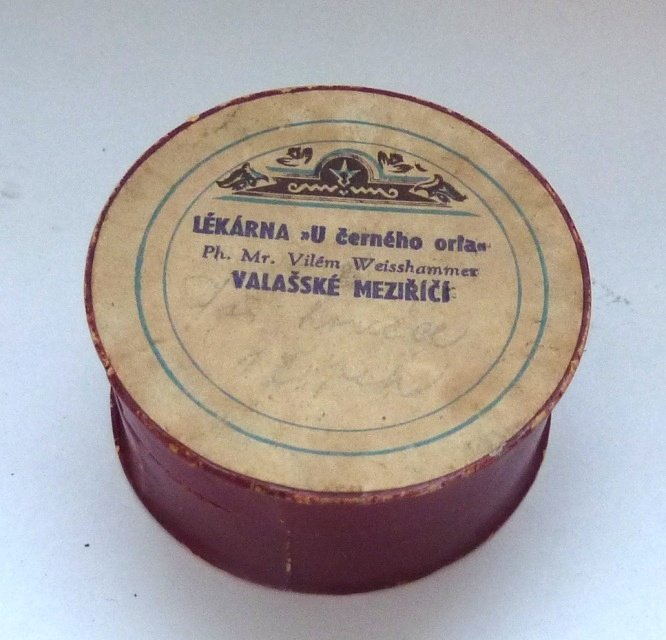 LÉKÁRNA »U černého orla«
Ph. Mr. Vilém Weisshammer
VALAŠSKÉ MEZIŘÍČÍ